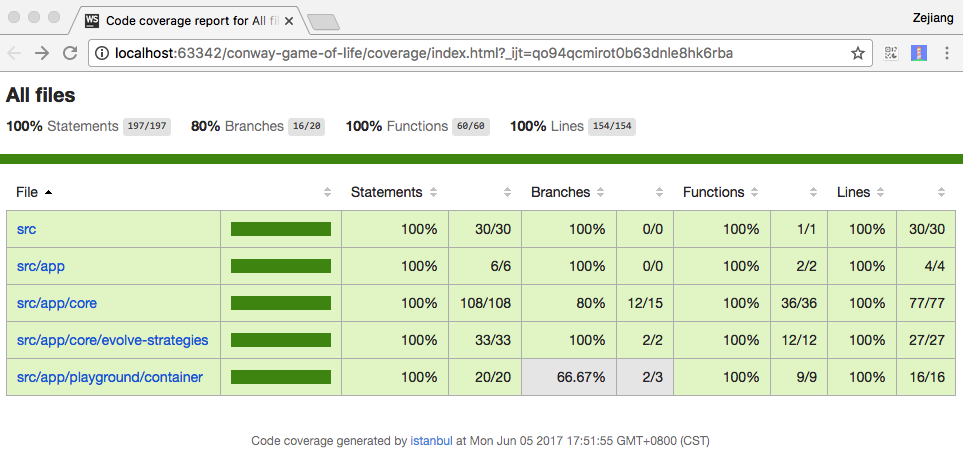 WS Code coverage report for All fi
Zejiang
localhost:63342/conway-game-of-life/coverage/index.html?_ijt=qo94qcmirot0b63dnle8hk6rba
All files
100% Statements 197/197 80% Branches 16/20 100% Functions 60/60 100% Lines 154/154
File Statements Branches Functions Lines
src 100% 30/30 100% 0/0 100% 1/1 100% 30/30
src/app 100% 6/6 100% 0/0 100% 2/2 100% 4/4
src/app/core 100% 108/108 80% 12/15 100% 36/36 100% 77/77
src/app/core/evolve-strategies 100% 33/33 100% 2/2 100% 12/12 100% 27/27
src/app/playground/container 100% 20/20 66.67% 2/3 100% 9/9 100% 16/16
Code coverage generated by istanbul at Mon Jun 05 2017 17:51:55 GMT+0800 (CST)